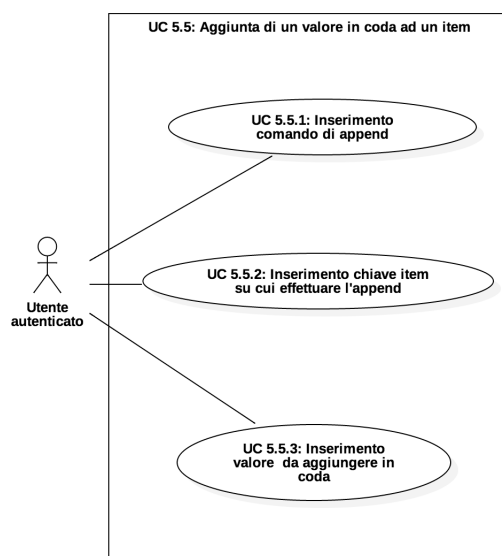 UC 5.5: Aggiunta di un valore in coda ad un item
UC 5.5.1: Inserimento
comando di append
UC 5.5.2: Inserimento chiave item
su cui effettuare l'append
Utente
autenticato
UC 5.5.3: Inserimento
valore  da aggiungere in
coda